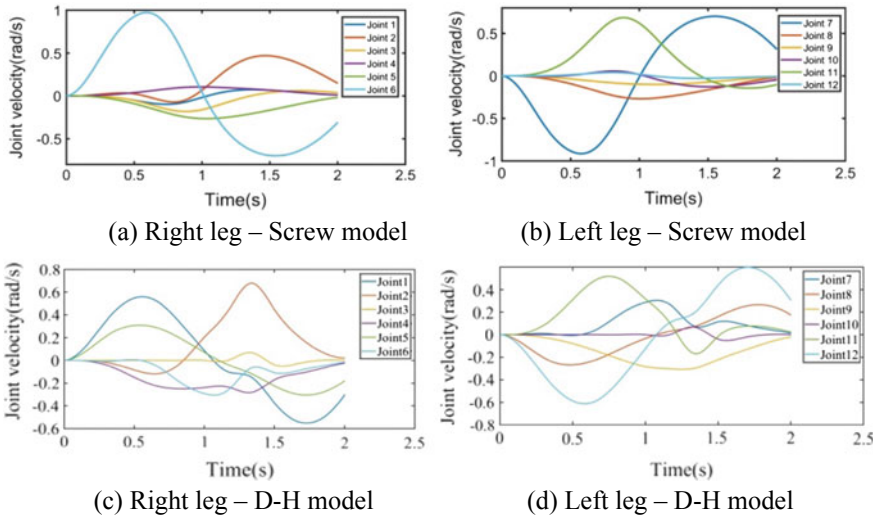 Joint velocity(rad/s)
1
0.5
0
-0.5
0 0.5 1 1.5 2 2.5
Time(s)
Joint 1
Joint 2
Joint 3
Joint 4
Joint 5
Joint 6
(a) Right leg – Screw model
Joint velocity(rad/s)
0.5
0
-0.5
-1
0 0.5 1 1.5 2 2.5
Time(s)
Joint 7
Joint 8
Joint 9
Joint 10
Joint 11
Joint 12
(b) Left leg – Screw model
Joint velocity(rad/s)
0.8
0.6
0.4
0.2
0
-0.2
-0.4
-0.6
0 0.5 1 1.5 2 2.5
Time(s)
Joint1
Joint2
Joint3
Joint4
Joint5
Joint6
(c) Right leg – D-H model
Joint velocity(rad/s)
0.4
0.2
0
-0.2
-0.4
-0.6
-0.8
0 0.5 1 1.5 2 2.5
Time(s)
Joint7
Joint8
Joint9
Joint10
Joint11
Joint12
(d) Left leg – D-H model